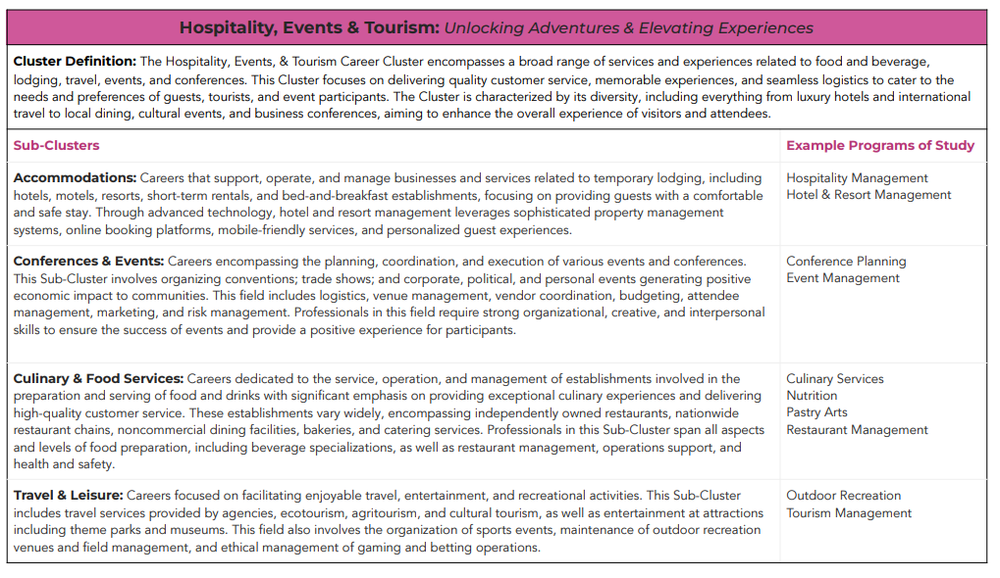 Hospitality, Events & Tourism: Unlocking Adventures & Elevating Experiences
Cluster Definition: The Hospitality, Events, & Tourism Career Cluster encompasses a broad range of services and experiences related to food and beverage,
lodging, travel, events, and conferences. This Cluster focuses on delivering quality customer service, memorable experiences, and seamless logistics to cater to the
needs and preferences of guests, tourists, and event participants. The Cluster is characterized by its diversity, including everything from luxury hotels and international
travel to local dining, cultural events, and business conferences, aiming to enhance the overall experience of visitors and attendees.
Sub-Clusters
Example Programs of Study
Accommodations: Careers that support, operate, and manage businesses and services related to temporary lodging, including
hotels, motels, resorts, short-term rentals, and bed-and-breakfast establishments, focusing on providing guests with a comfortable
and safe stay. Through advanced technology, hotel and resort management leverages sophisticated property management
systems, online booking platforms, mobile-friendly services, and personalized guest experiences.
Hospitality Management
Hotel & Resort Management
Conferences & Events: Careers encompassing the planning, coordination, and execution of various events and conferences.
This Sub-Cluster involves organizing conventions; trade shows; and corporate, political, and personal events generating positive
economic impact to communities. This field includes logistics, venue management, vendor coordination, budgeting, attendee
management, marketing, and risk management. Professionals in this field require strong organizational, creative, and interpersonal
skills to ensure the success of events and provide a positive experience for participants.
Conference Planning
Event Management
Culinary & Food Services: Careers dedicated to the service, operation, and management of establishments involved in the
preparation and serving of food and drinks with significant emphasis on providing exceptional culinary experiences and delivering
high-quality customer service. These establishments vary widely, encompassing independently owned restaurants, nationwide
restaurant chains, noncommercial dining facilities, bakeries, and catering services. Professionals in this Sub-Cluster span all aspects
and levels of food preparation, including beverage specializations, as well as restaurant management, operations support, and
health and safety.
Culinary Services
Nutrition
Pastry Arts
Restaurant Management
Travel & Leisure: Careers focused on facilitating enjoyable travel, entertainment, and recreational activities. This Sub-Cluster
includes travel services provided by agencies, ecotourism, agritourism, and cultural tourism, as well as entertainment at attractions
including theme parks and museums. This field also involves the organization of sports events, maintenance of outdoor recreation
venues and field management, and ethical management of gaming and betting operations.
Outdoor Recreation
Tourism Management